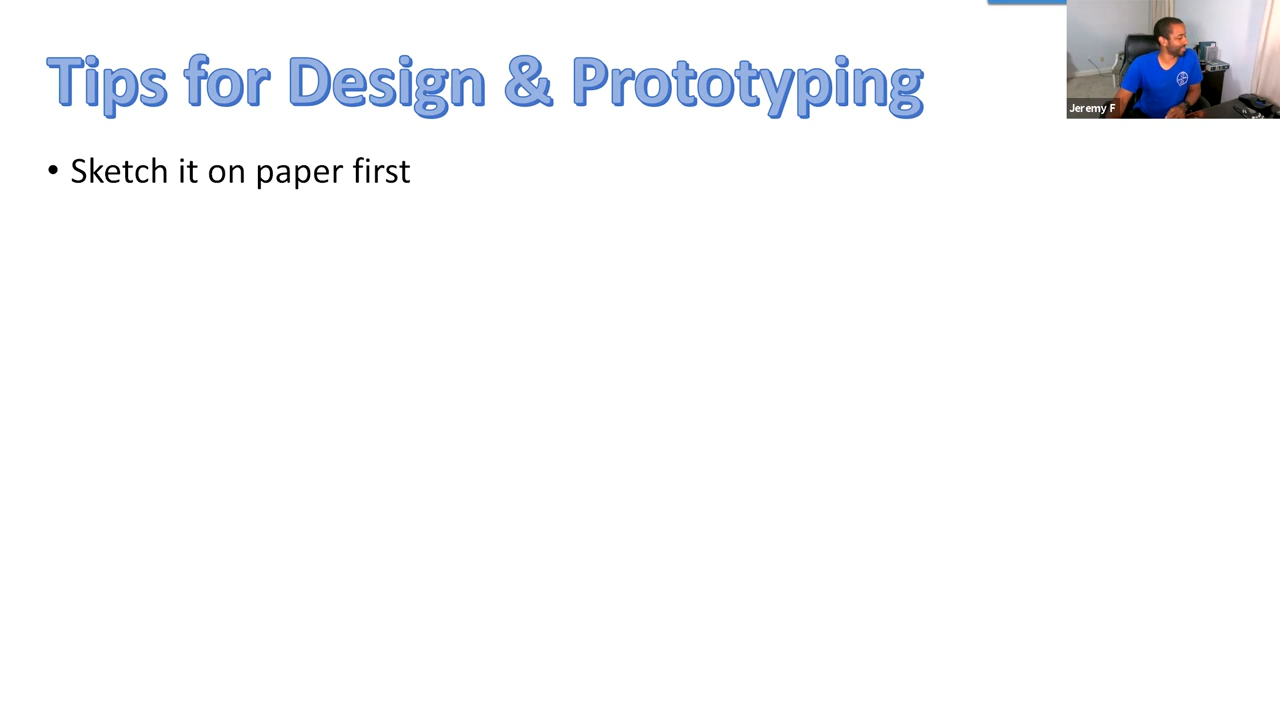 Tips for Design & Prototyping
Jeremy F
• Sketch it on paper first